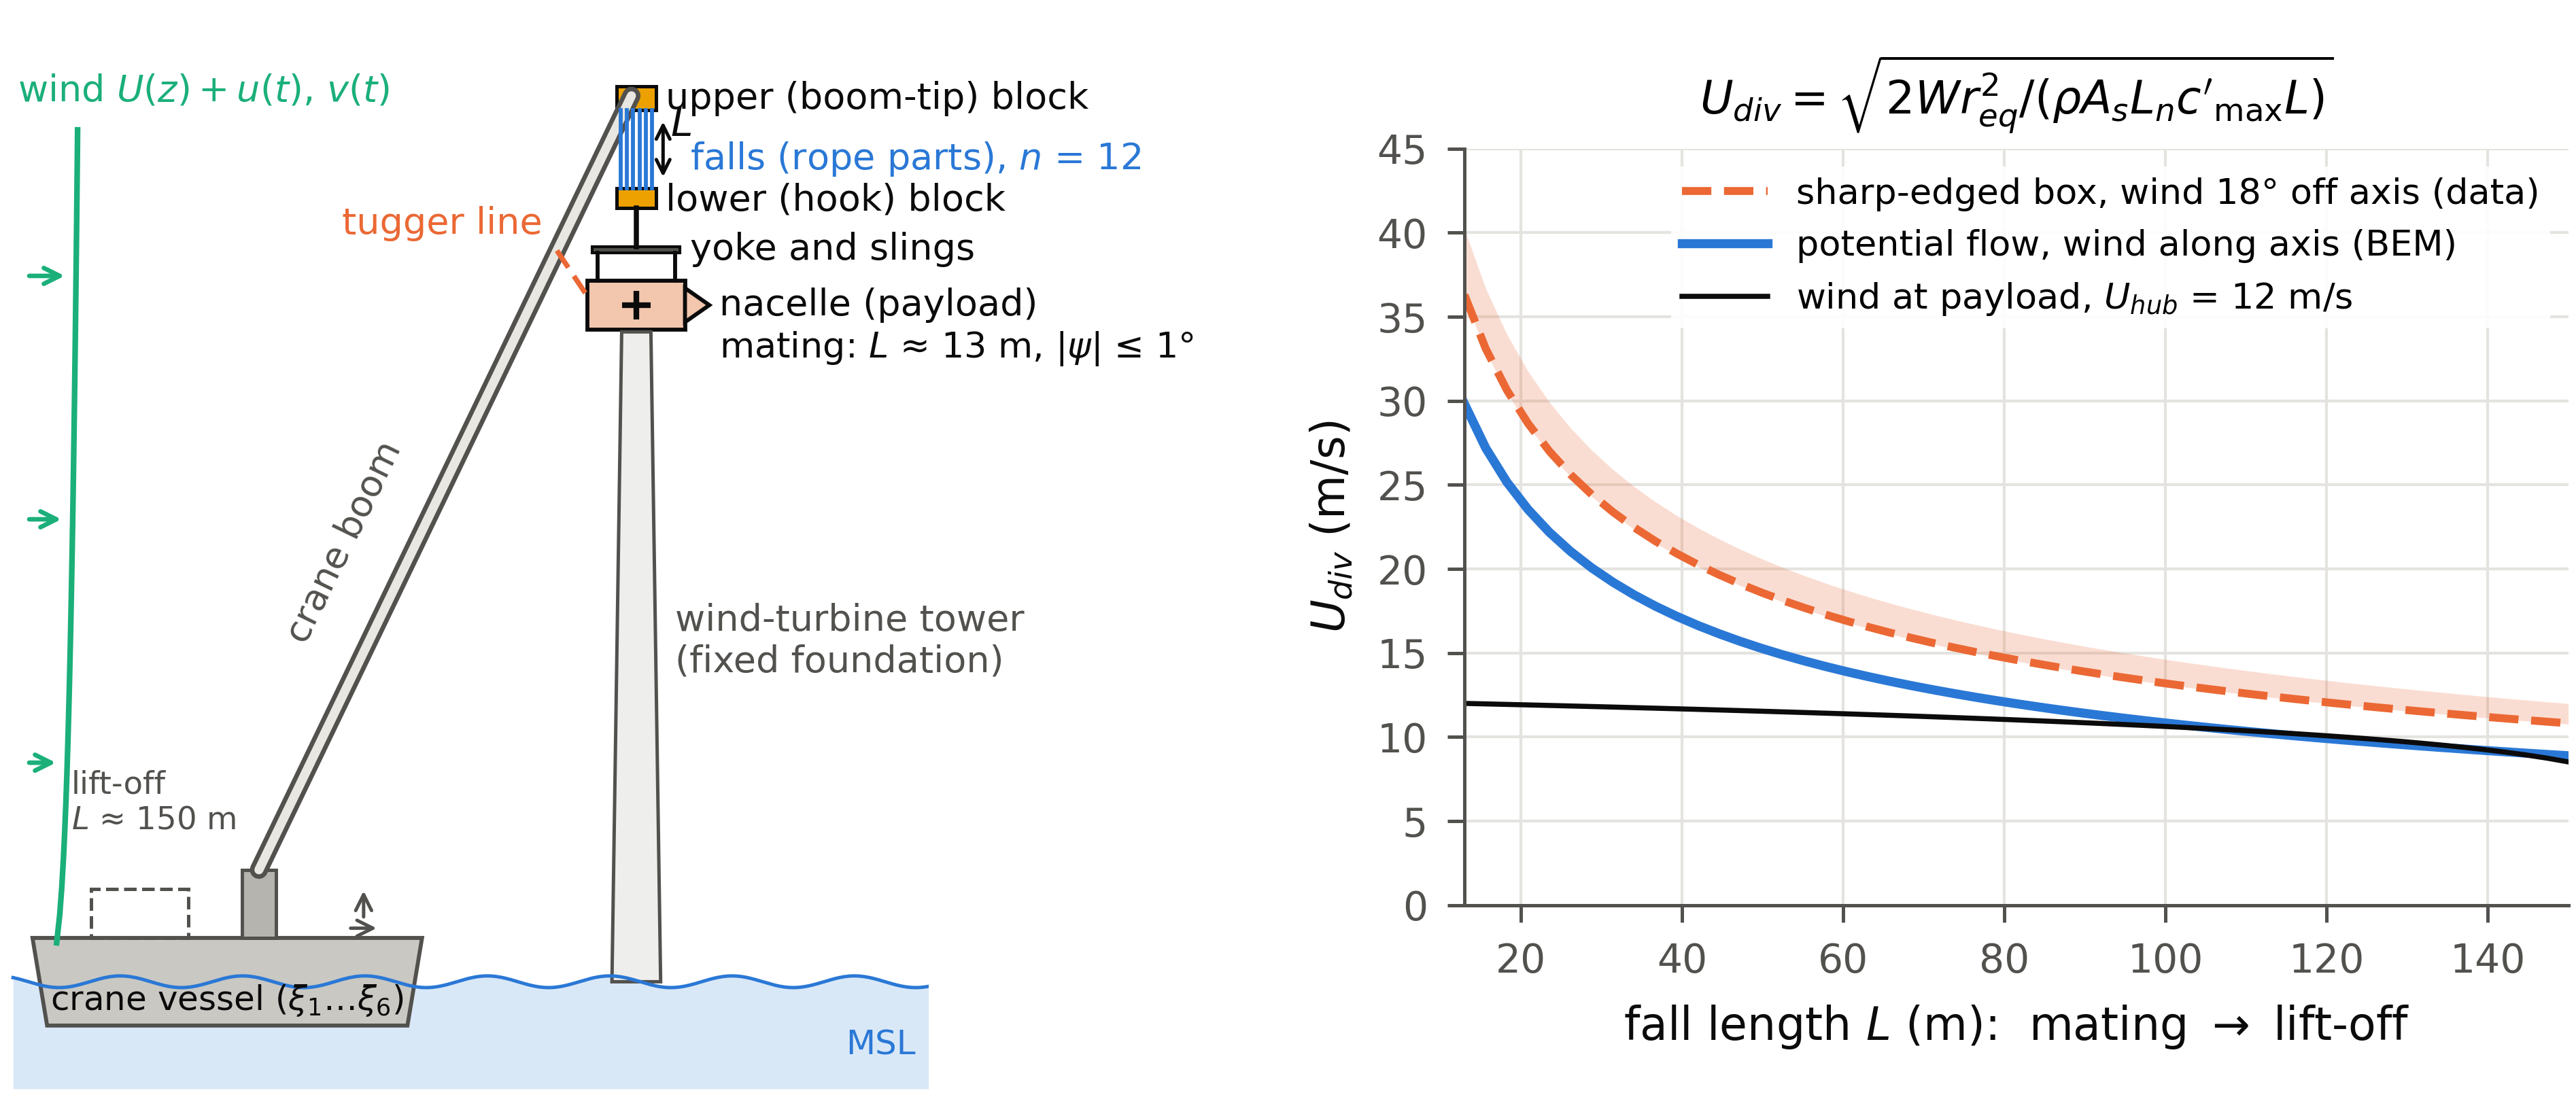 wind U(z) + u(t), v(t)
upper (boom-tip) block
L
falls (rope parts), n = 12
lower (hook) block
tugger line
yoke and slings
nacelle (payload)
mating: L ≈ 13 m, |ψ| ≤ 1°
crane boom
wind-turbine tower
(fixed foundation)
lift-off
L ≈ 150 m
crane vessel (ξ₁...ξ₆)
MSL
U_div = √(2Wr²_eq/(ρA_sL_nc′_maxL))
sharp-edged box, wind 18° off axis (data)
potential flow, wind along axis (BEM)
wind at payload, U_hub = 12 m/s
U_div (m/s)
45
40
35
30
25
20
15
10
5
0
20 40 60 80 100 120 140
fall length L (m): mating → lift-off